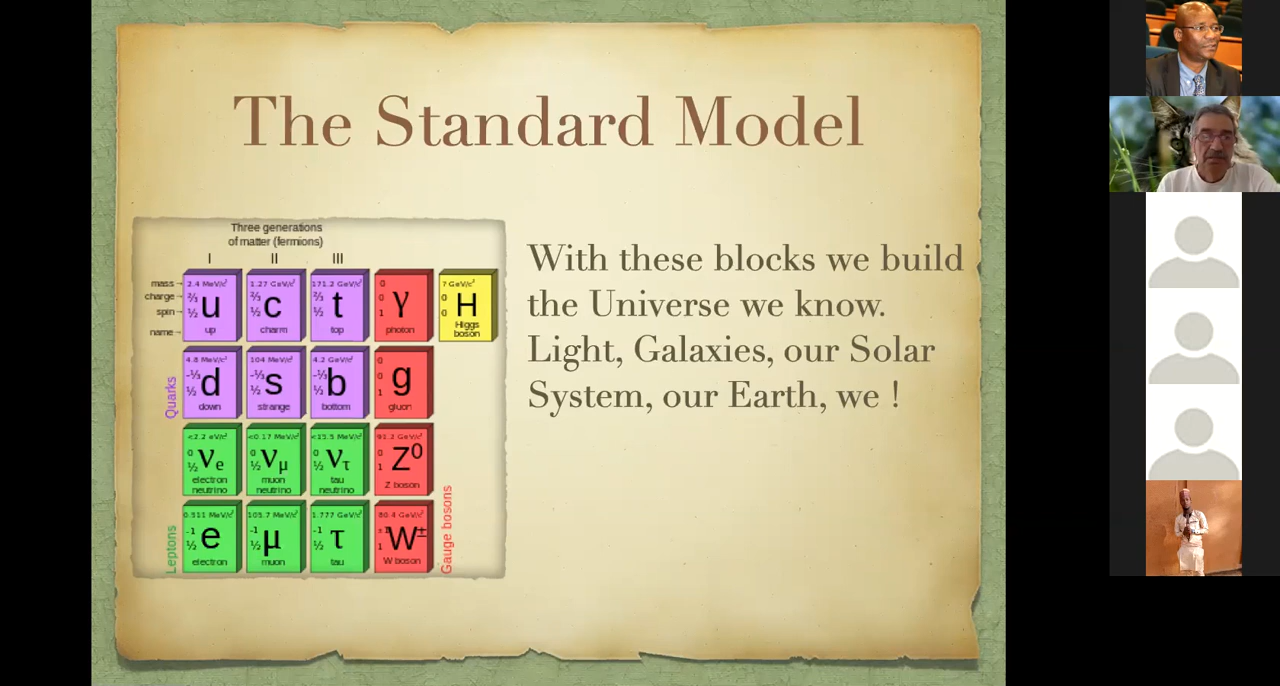 The Standard Model
Three generations
of matter (fermions)
I II III
mass→ 2.4 MeV/c² 1.27 GeV/c² 171.2 GeV/c² 0 7 GeV/c²
charge→ ⅔ ⅔ ⅔ 0 0
spin→ ½ ½ ½ 1 0
u c t γ H
name→ up charm top photon Higgs
boson
4.8 MeV/c² 104 MeV/c² 4.2 GeV/c² 0
-⅓ -⅓ -⅓ 0
½ ½ ½ 1
d s b g
down strange bottom gluon
Quarks
<2.2 eV/c² <0.17 MeV/c² <15.5 MeV/c² 91.2 GeV/c²
0 0 0 0
½ ½ ½ 1
νe νμ ντ Z⁰
electron muon tau Z boson
neutrino neutrino neutrino
0.511 MeV/c² 105.7 MeV/c² 1.777 GeV/c² 80.4 GeV/c²
-1 -1 -1 ±1
½ ½ ½ 1
e μ τ W±
electron muon tau W boson
Leptons
Gauge bosons
With these blocks we build
the Universe we know.
Light, Galaxies, our Solar
System, our Earth, we !